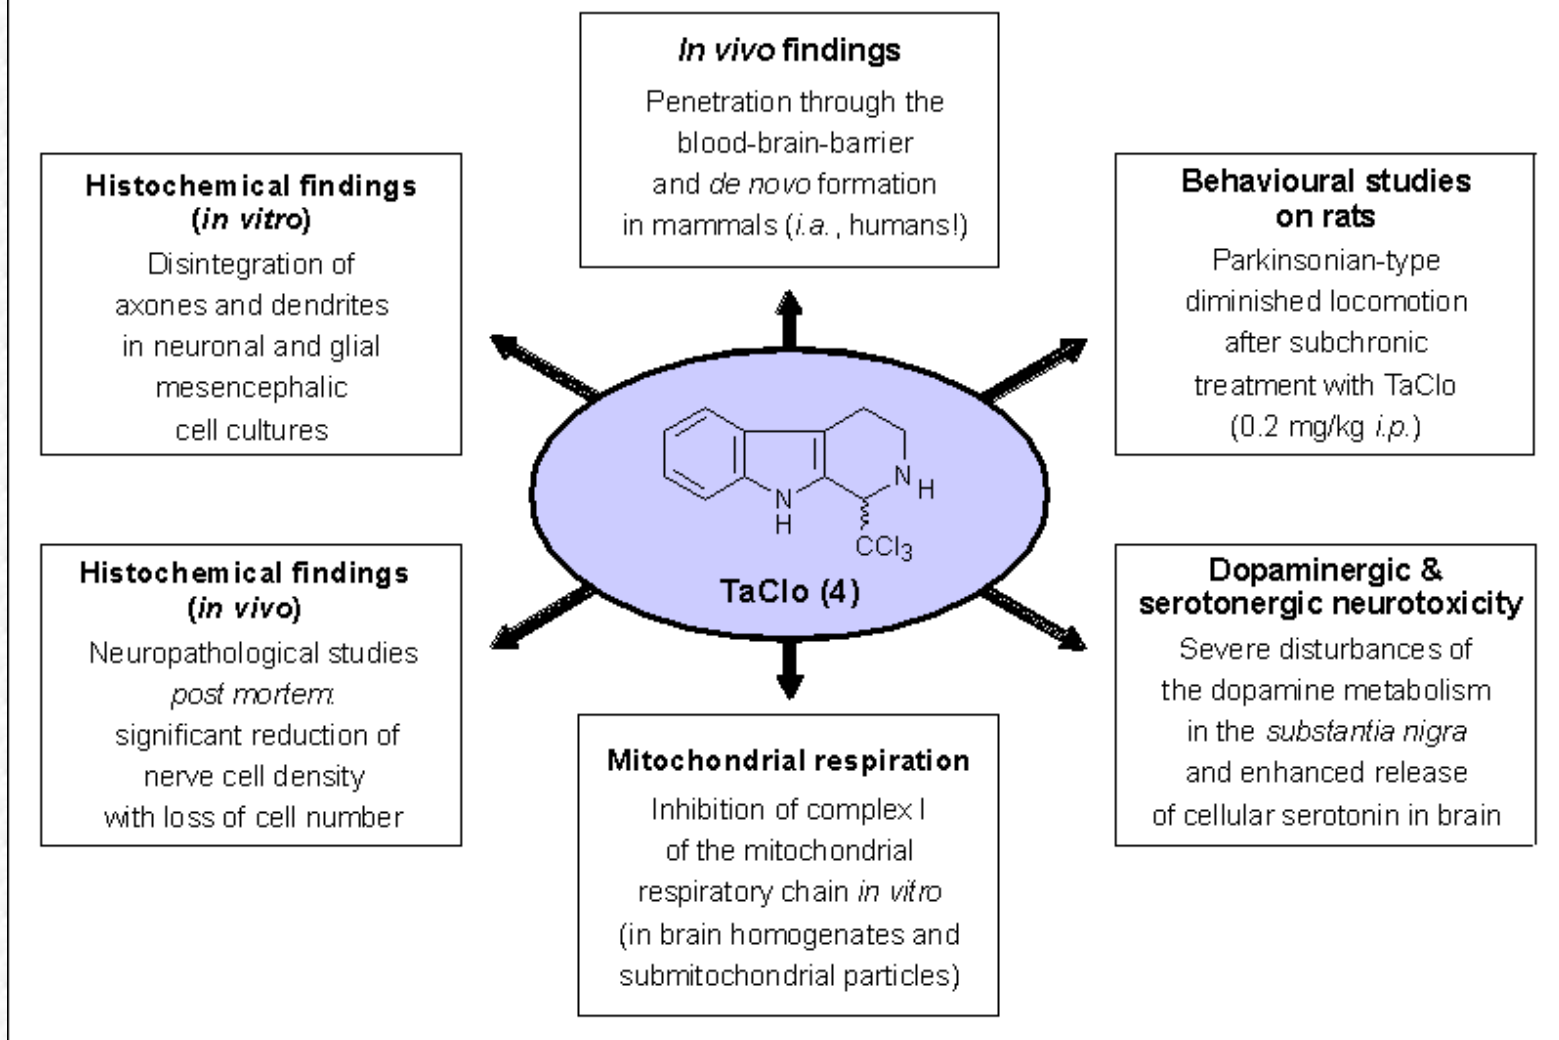 In vivo findings
Penetration through the
blood-brain-barrier
and de novo formation
in mammals (i.a., humans!)
Histochemical findings
(in vitro)
Disintegration of
axones and dendrites
in neuronal and glial
mesencephalic
cell cultures
Behavioural studies
on rats
Parkinsonian-type
diminished locomotion
after subchronic
treatment with TaClo
(0.2 mg/kg i.p.)
N
H
N
H
CCl3
TaClo (4)
Histochemical findings
(in vivo)
Neuropathological studies
post mortem:
significant reduction of
nerve cell density
with loss of cell number
Dopaminergic &
serotonergic neurotoxicity
Severe disturbances of
the dopamine metabolism
in the substantia nigra
and enhanced release
of cellular serotonin in brain
Mitochondrial respiration
Inhibition of complex I
of the mitochondrial
respiratory chain in vitro
(in brain homogenates and
submitochondrial particles)